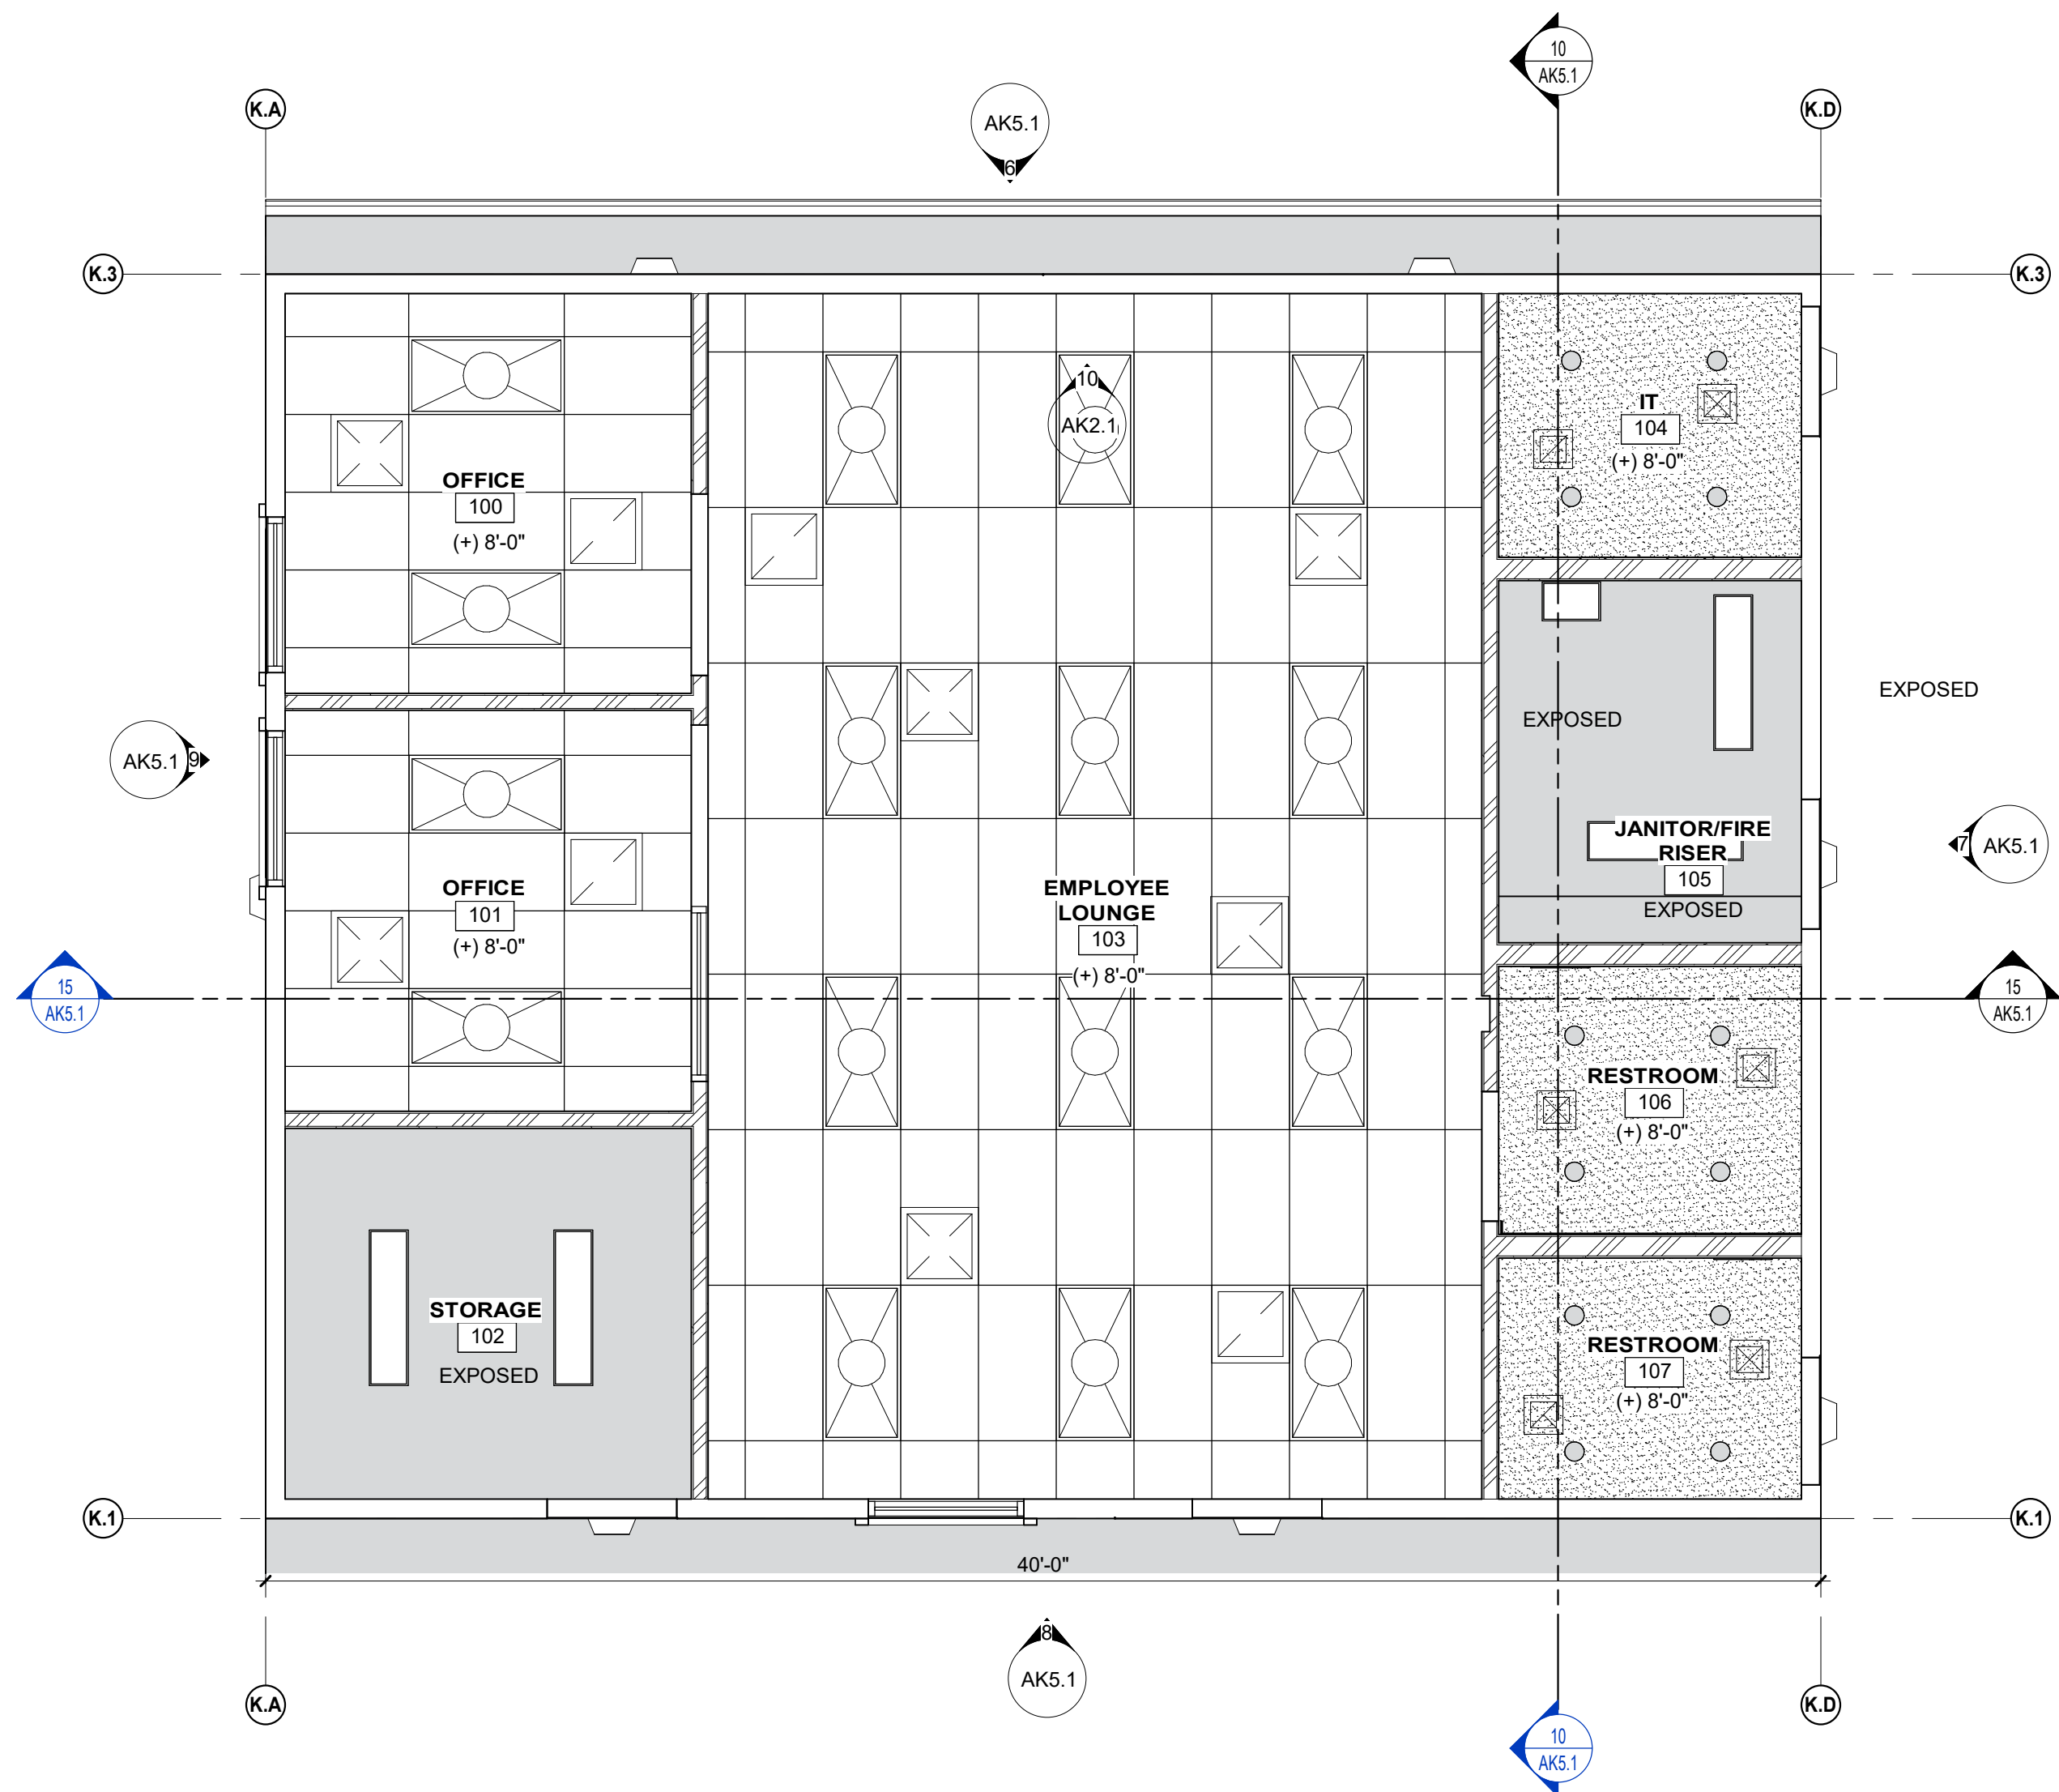 10
AK5.1
K.A
AK5.1
6
K.D
K.3
K.3
10
AK2.1
IT
104
(+) 8'-0"
OFFICE
100
(+) 8'-0"
EXPOSED
EXPOSED
AK5.1
9
JANITOR/FIRE
RISER
105
EXPOSED
7
AK5.1
OFFICE
101
(+) 8'-0"
EMPLOYEE
LOUNGE
103
(+) 8'-0"
15
AK5.1
15
AK5.1
RESTROOM
106
(+) 8'-0"
STORAGE
102
EXPOSED
RESTROOM
107
(+) 8'-0"
K.1
K.1
40'-0"
8
AK5.1
K.A
K.D
10
AK5.1